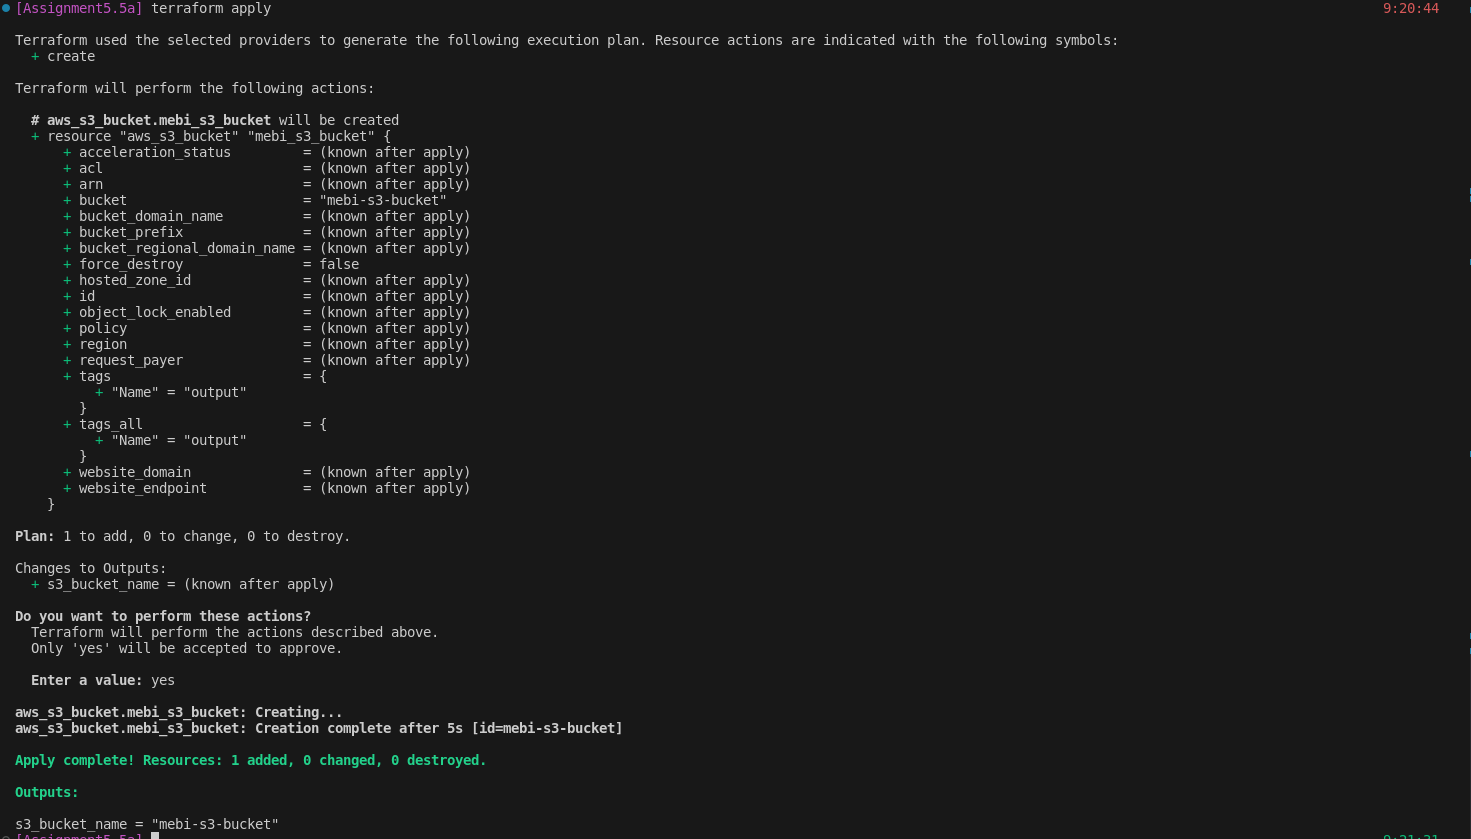 [Assignment5.5a] terraform apply 9:20:44
Terraform used the selected providers to generate the following execution plan. Resource actions are indicated with the following symbols:
+ create
Terraform will perform the following actions:
# aws_s3_bucket.mebi_s3_bucket will be created
+ resource "aws_s3_bucket" "mebi_s3_bucket" {
+ acceleration_status = (known after apply)
+ acl = (known after apply)
+ arn = (known after apply)
+ bucket = "mebi-s3-bucket"
+ bucket_domain_name = (known after apply)
+ bucket_prefix = (known after apply)
+ bucket_regional_domain_name = (known after apply)
+ force_destroy = false
+ hosted_zone_id = (known after apply)
+ id = (known after apply)
+ object_lock_enabled = (known after apply)
+ policy = (known after apply)
+ region = (known after apply)
+ request_payer = (known after apply)
+ tags = {
+ "Name" = "output"
}
+ tags_all = {
+ "Name" = "output"
}
+ website_domain = (known after apply)
+ website_endpoint = (known after apply)
}
Plan: 1 to add, 0 to change, 0 to destroy.
Changes to Outputs:
+ s3_bucket_name = (known after apply)
Do you want to perform these actions?
Terraform will perform the actions described above.
Only 'yes' will be accepted to approve.
Enter a value: yes
aws_s3_bucket.mebi_s3_bucket: Creating...
aws_s3_bucket.mebi_s3_bucket: Creation complete after 5s [id=mebi-s3-bucket]
Apply complete! Resources: 1 added, 0 changed, 0 destroyed.
Outputs:
s3_bucket_name = "mebi-s3-bucket"
[Assignment5.5a] 9:21:31